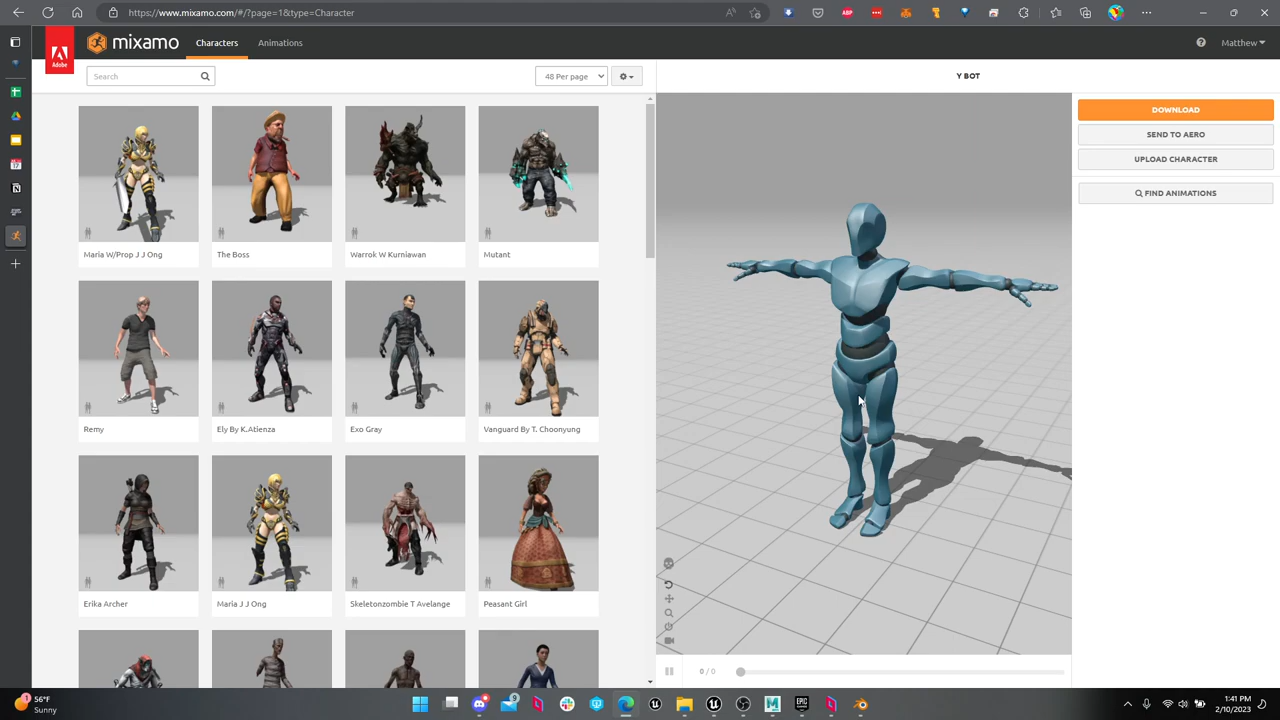 https://www.mixamo.com/#/?page=1&type=Character
ABP
Adobe
mixamo
Characters
Animations
Matthew
Search
48 Per page
Y BOT
DOWNLOAD
SEND TO AERO
UPLOAD CHARACTER
FIND ANIMATIONS
Maria W/Prop J J Ong
The Boss
Warrok W Kurniawan
Mutant
Remy
Ely By K.Atienza
Exo Gray
Vanguard By T. Choonyung
Erika Archer
Maria J J Ong
Skeletonzombie T Avelange
Peasant Girl
0 / 0
56°F
Sunny
EPIC
1:41 PM
2/10/2023